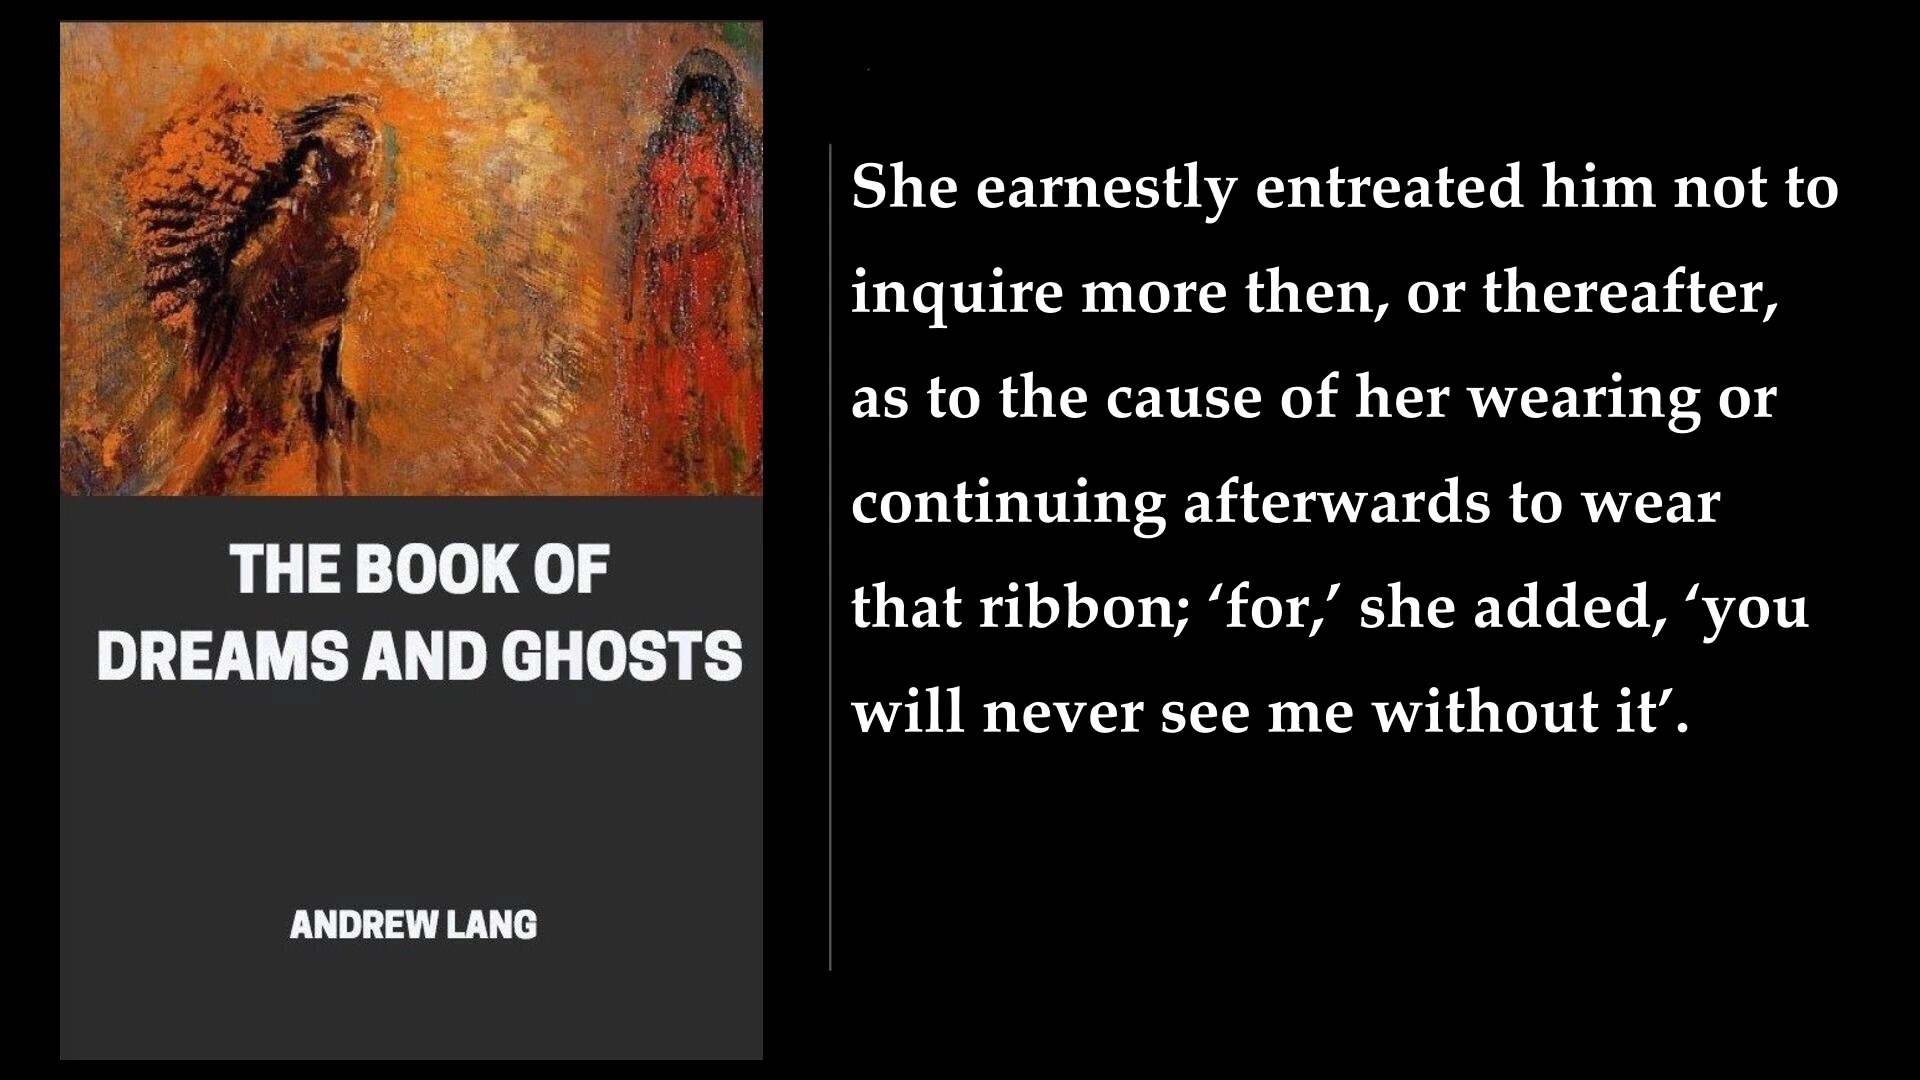 THE BOOK OF
DREAMS AND GHOSTS
ANDREW LANG
She earnestly entreated him not to
inquire more then, or thereafter,
as to the cause of her wearing or
continuing afterwards to wear
that ribbon; ‘for,’ she added, ‘you
will never see me without it’.